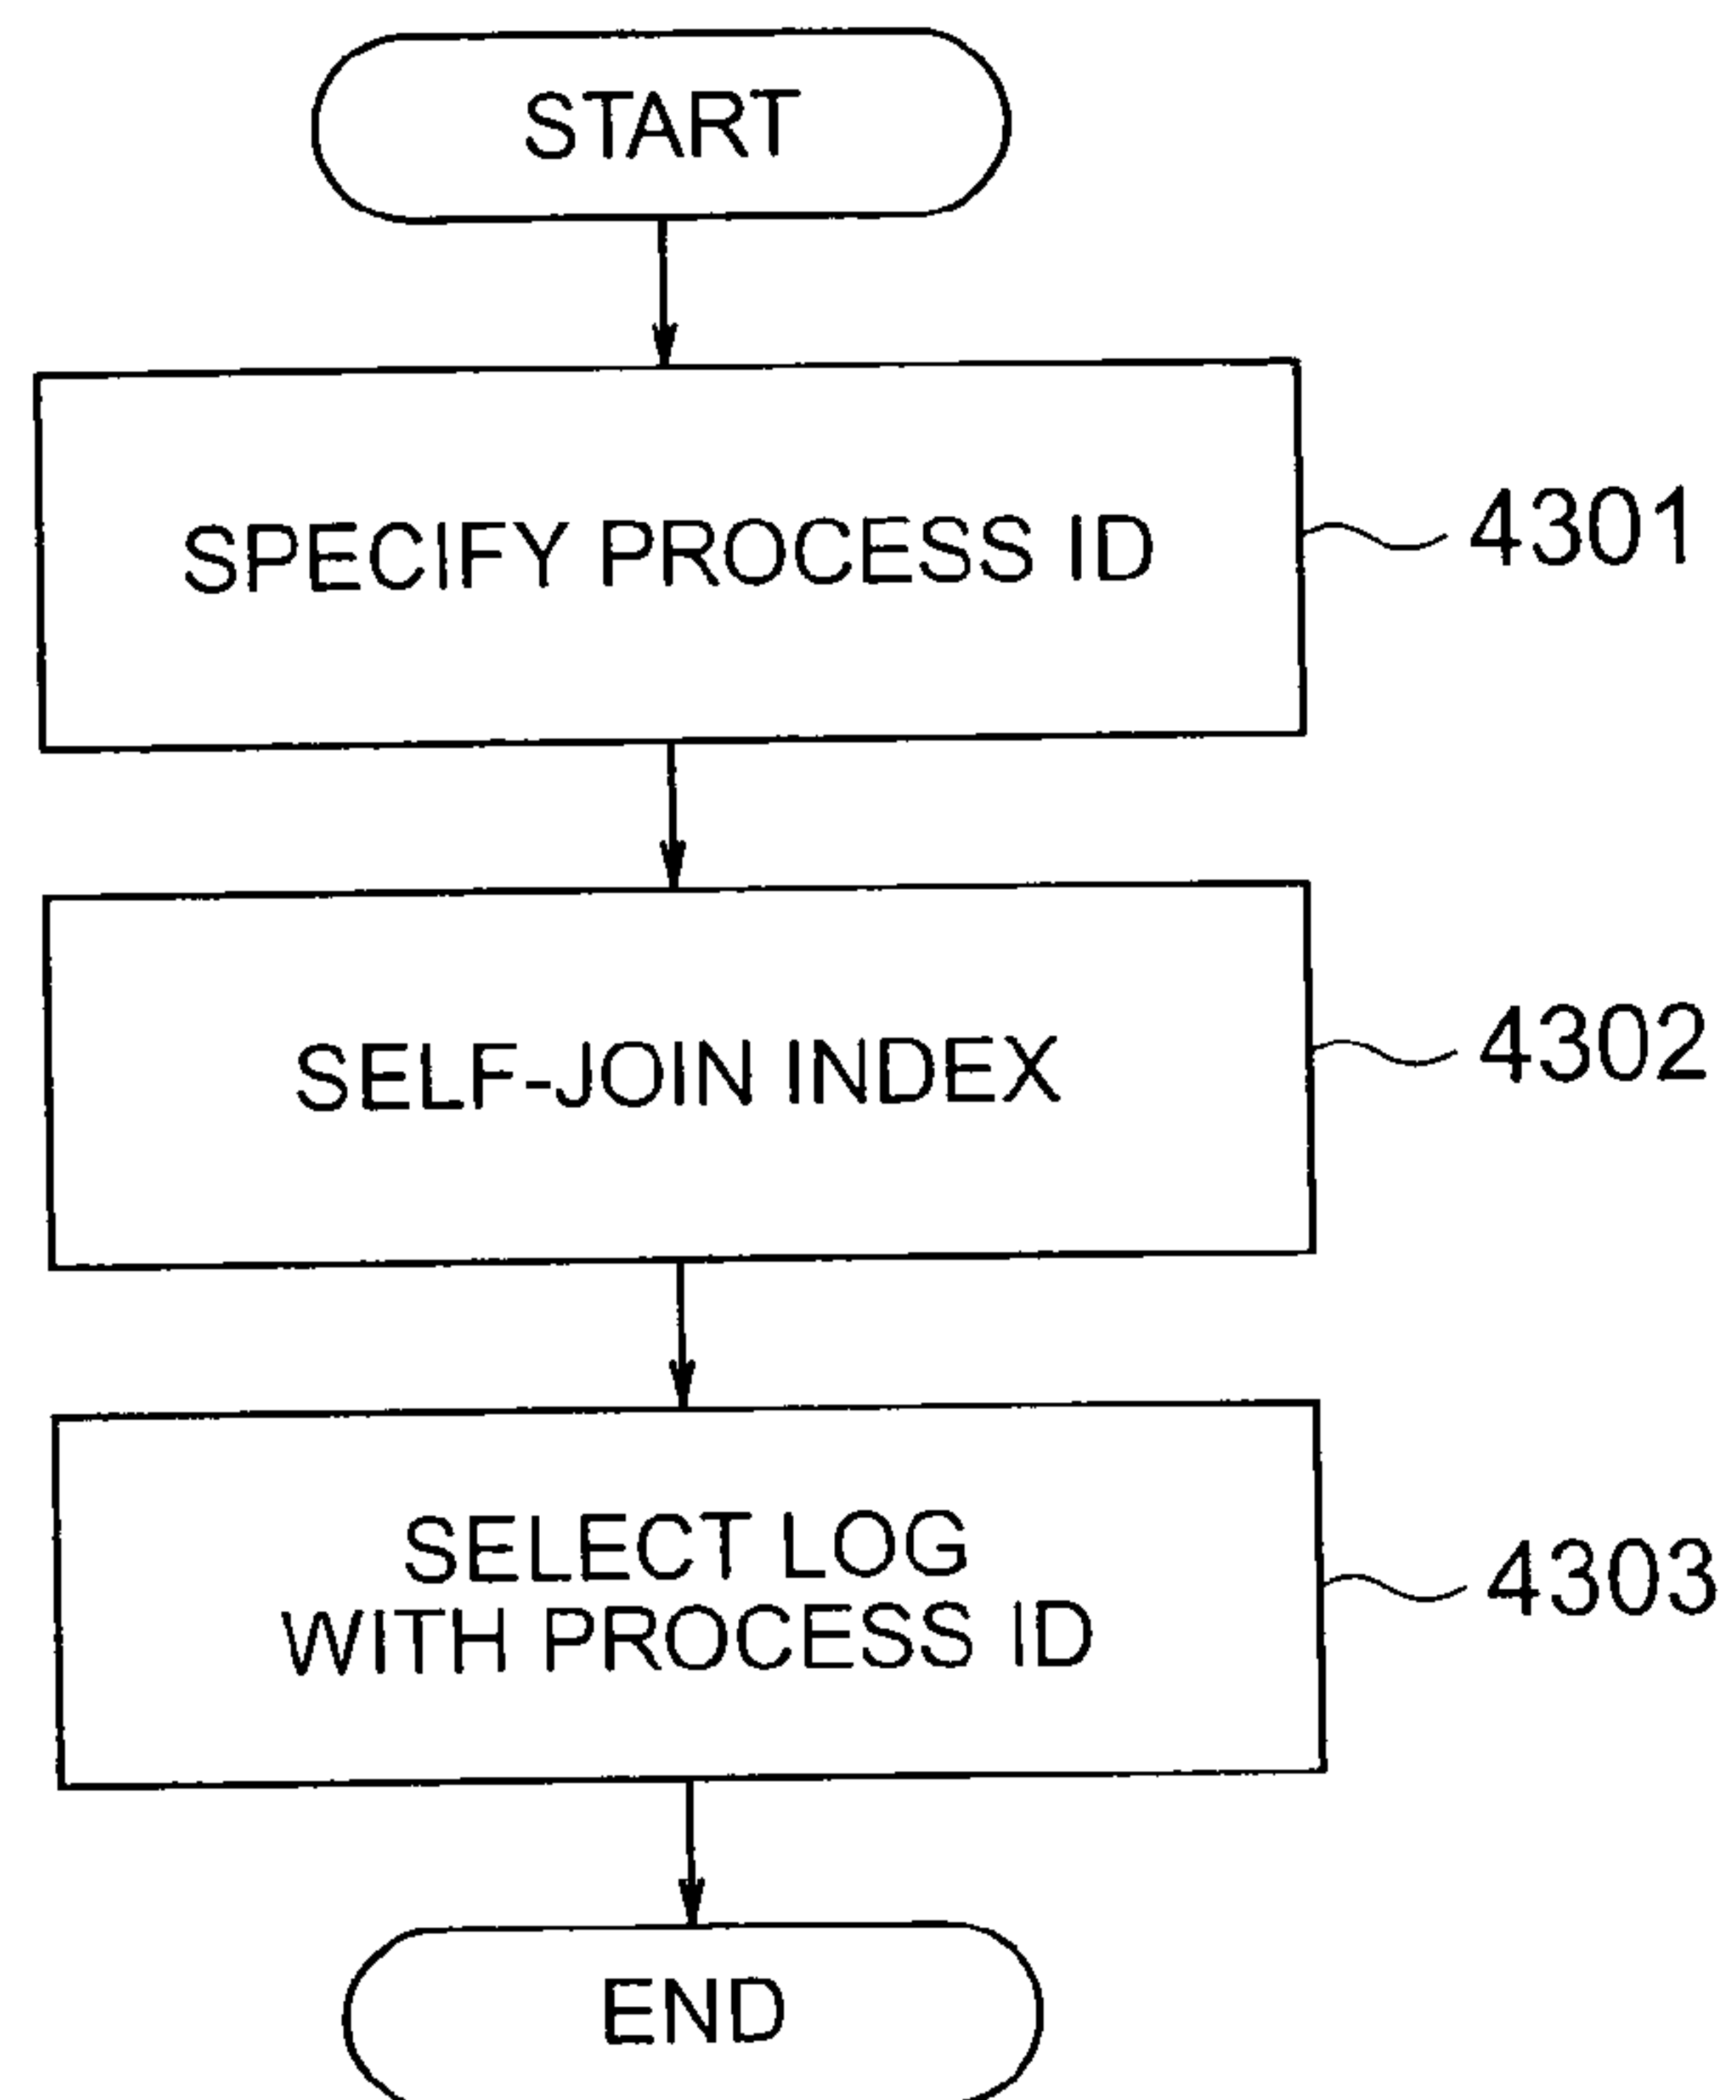 START
SPECIFY PROCESS ID
4301
SELF-JOIN INDEX
4302
SELECT LOG
WITH PROCESS ID
4303
END